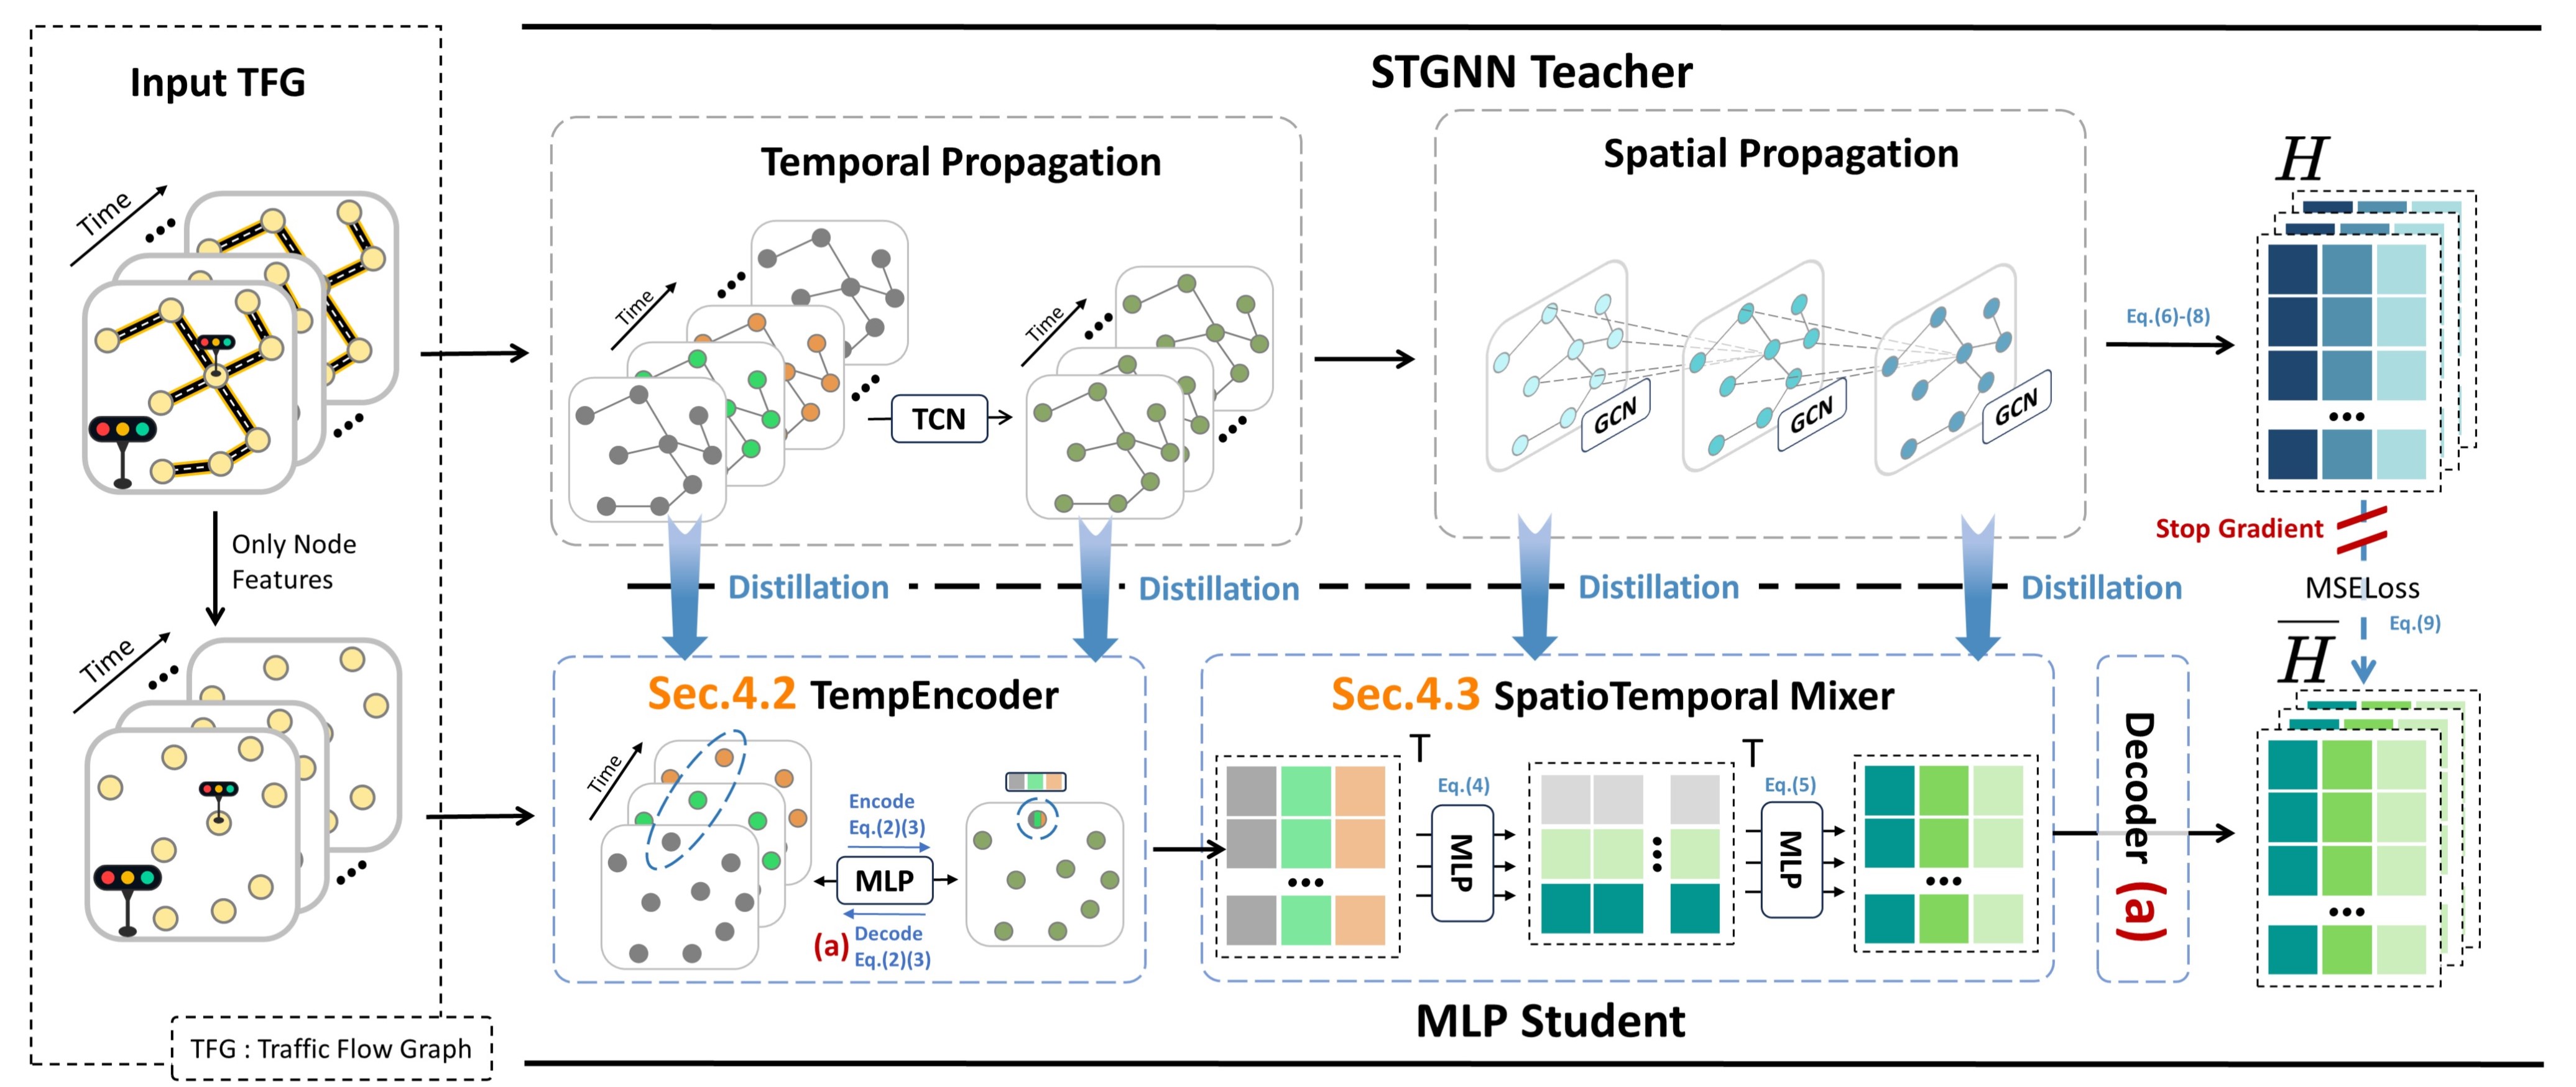 Input TFG
Time
Only Node
Features
Time
TFG : Traffic Flow Graph
STGNN Teacher
Temporal Propagation
Time
TCN
Time
Spatial Propagation
GCN
GCN
GCN
Eq.(6)-(8)
H
Stop Gradient
Distillation
Distillation
Distillation
Distillation
MSELoss
Eq.(9)
H
Sec.4.2 TempEncoder
Time
Encode
Eq.(2)(3)
MLP
(a) Decode
Eq.(2)(3)
Sec.4.3 SpatioTemporal Mixer
T
Eq.(4)
MLP
T
Eq.(5)
MLP
Decoder (a)
MLP Student